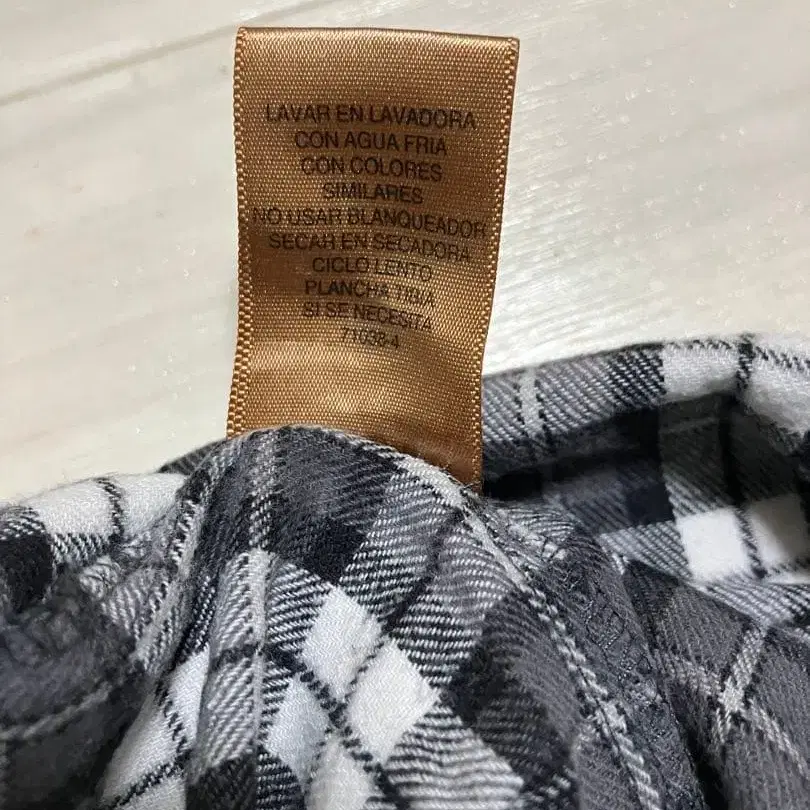 LAVAR EN LAVADORA
CON AGUA FRIA
CON COLORES
SIMILARES
NO USAR BLANQUEADOR
SECAR EN SECADORA
CICLO LENTO
PLANCHA TIBIA
SI SE NECESITA
71038-4